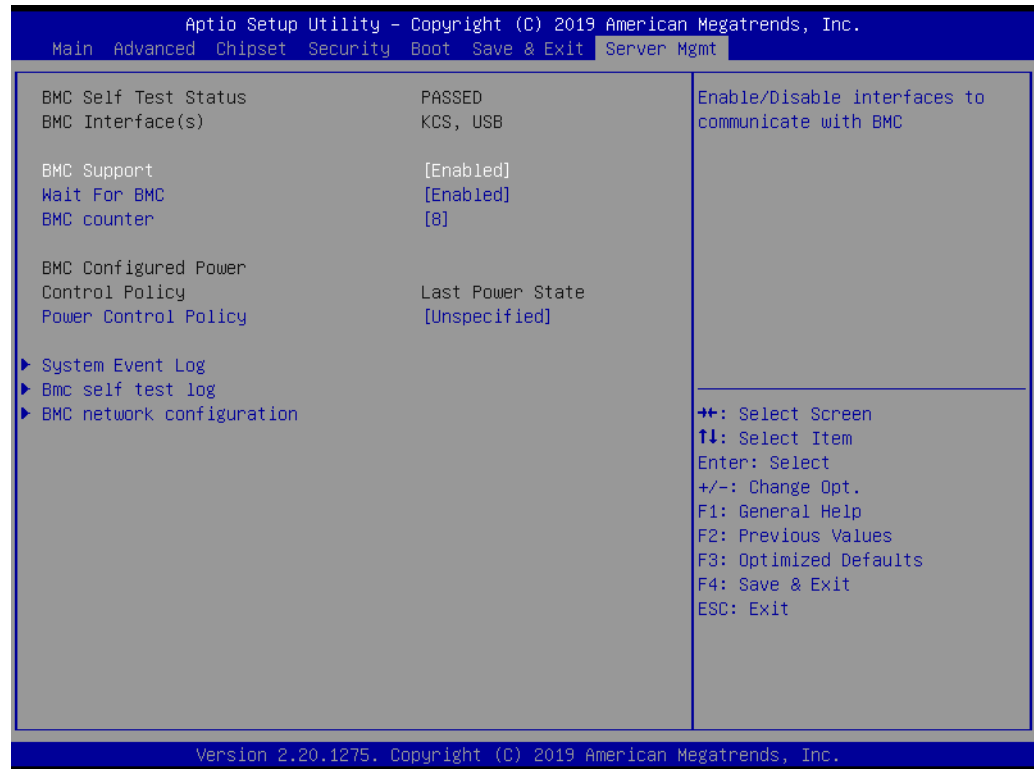 Aptio Setup Utility – Copyright (C) 2019 American Megatrends, Inc.
Main Advanced Chipset Security Boot Save & Exit Server Mgmt
BMC Self Test Status PASSED
BMC Interface(s) KCS, USB
BMC Support [Enabled]
Wait For BMC [Enabled]
BMC counter [8]
BMC Configured Power
Control Policy Last Power State
Power Control Policy [Unspecified]
System Event Log
Bmc self test log
BMC network configuration
Enable/Disable interfaces to
communicate with BMC
→←: Select Screen
↑↓: Select Item
Enter: Select
+/-: Change Opt.
F1: General Help
F2: Previous Values
F3: Optimized Defaults
F4: Save & Exit
ESC: Exit
Version 2.20.1275. Copyright (C) 2019 American Megatrends, Inc.